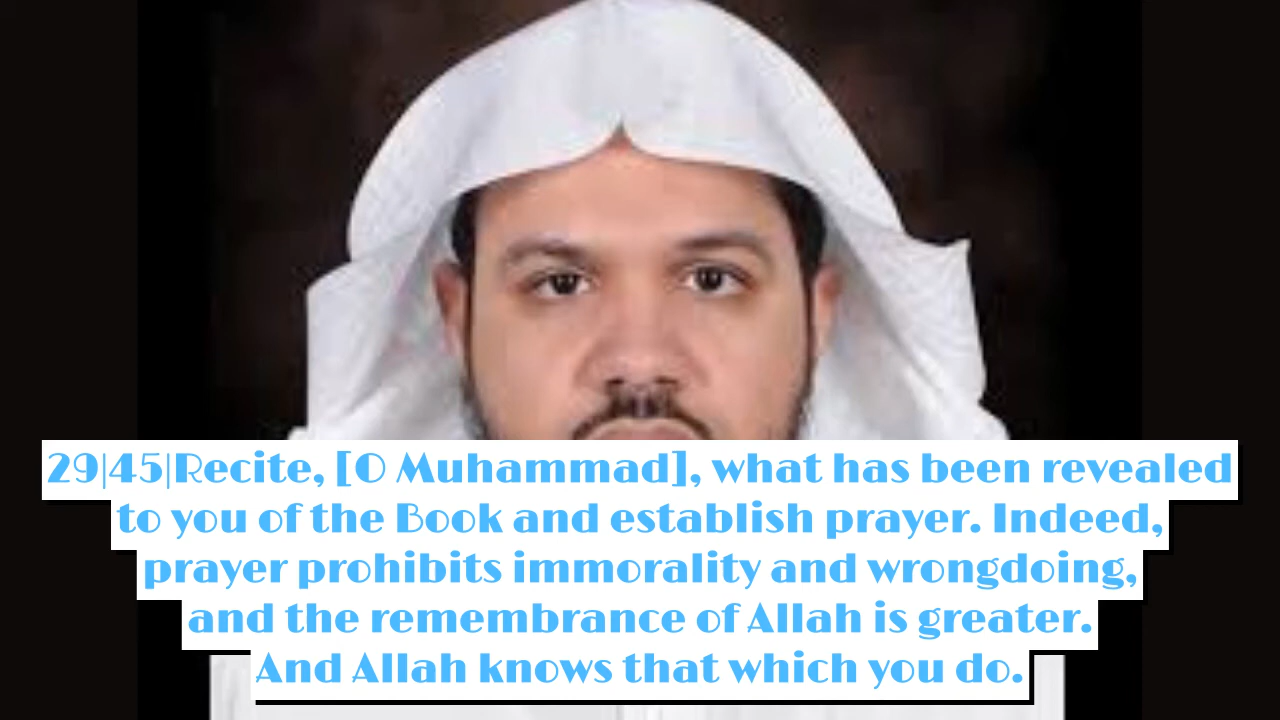 29|45|Recite, [O Muhammad], what has been revealed
to you of the Book and establish prayer. Indeed,
prayer prohibits immorality and wrongdoing,
and the remembrance of Allah is greater.
And Allah knows that which you do.